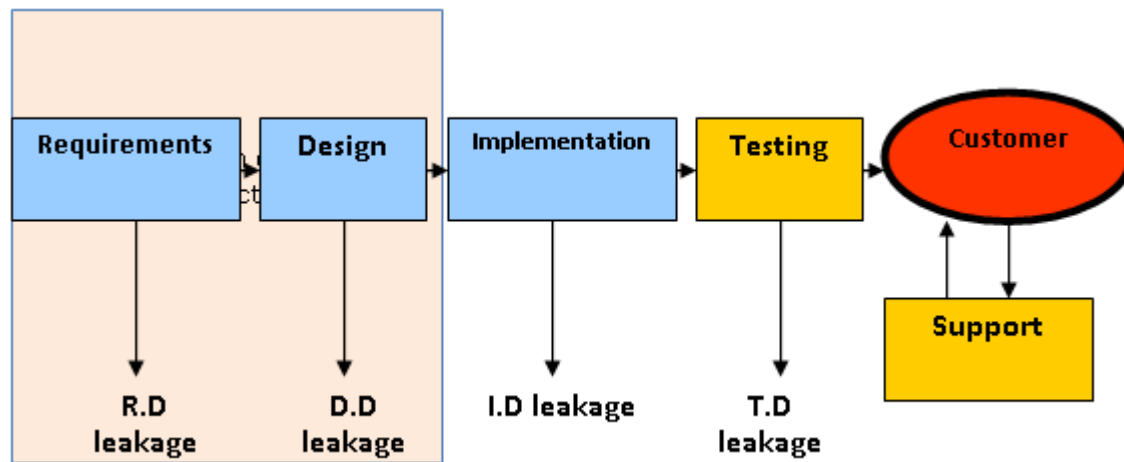 Requirements
Design
Implementation
Testing
Customer
Support
R.D
leakage
D.D
leakage
I.D leakage
T.D
leakage